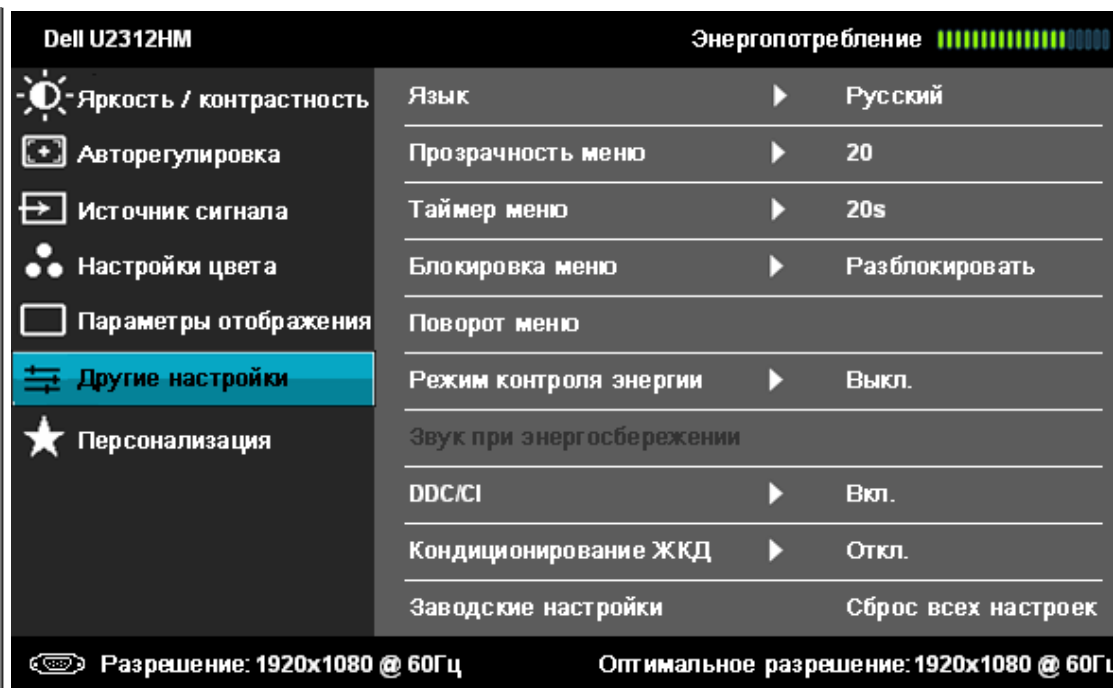 Dell U2312HM Энергопотребление
Яркость / контрастность
Авторегулировка
Источник сигнала
Настройки цвета
Параметры отображения
Другие настройки
Персонализация
Язык Русский
Прозрачность меню 20
Таймер меню 20s
Блокировка меню Разблокировать
Поворот меню
Режим контроля энергии Выкл.
Звук при энергосбережении
DDC/CI Вкл.
Кондиционирование ЖКД Откл.
Заводские настройки Сброс всех настроек
Разрешение: 1920x1080 @ 60Гц Оптимальное разрешение: 1920x1080 @ 60Гц